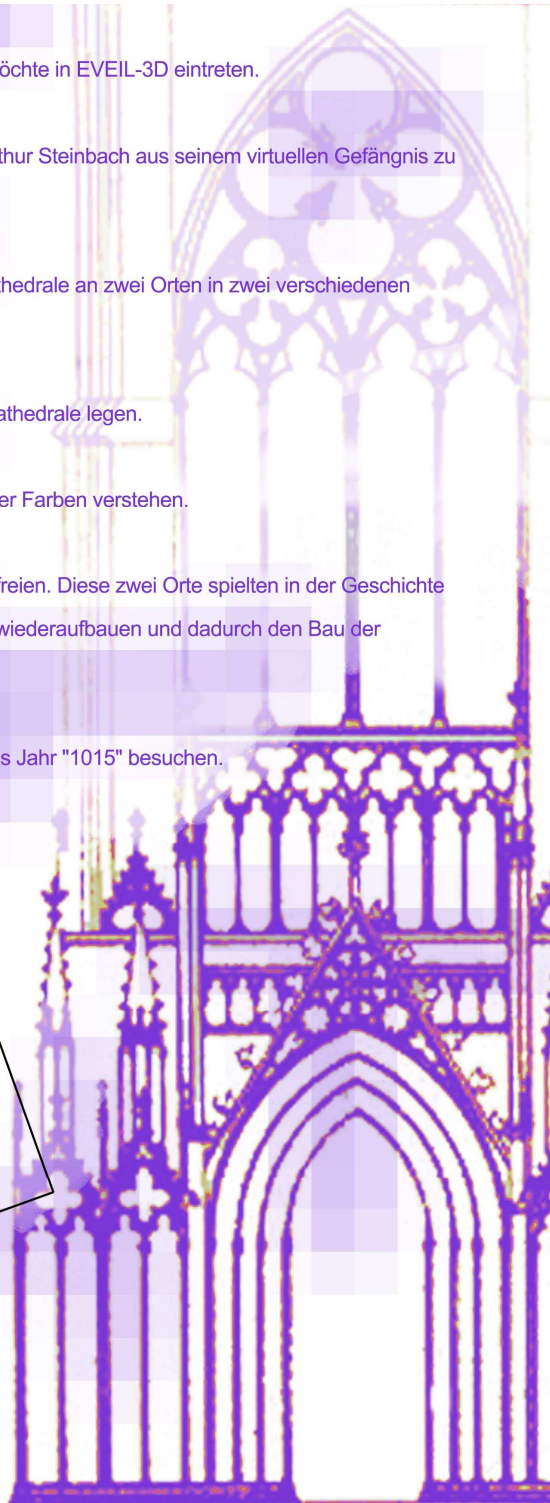 öchte in EVEIL-3D eintreten.
thur Steinbach aus seinem virtuellen Gefängnis zu
hedrale an zwei Orten in zwei verschiedenen
athedrale legen.
er Farben verstehen.
freien. Diese zwei Orte spielten in der Geschichte
wiederaufbauen und dadurch den Bau der
s Jahr "1015" besuchen.